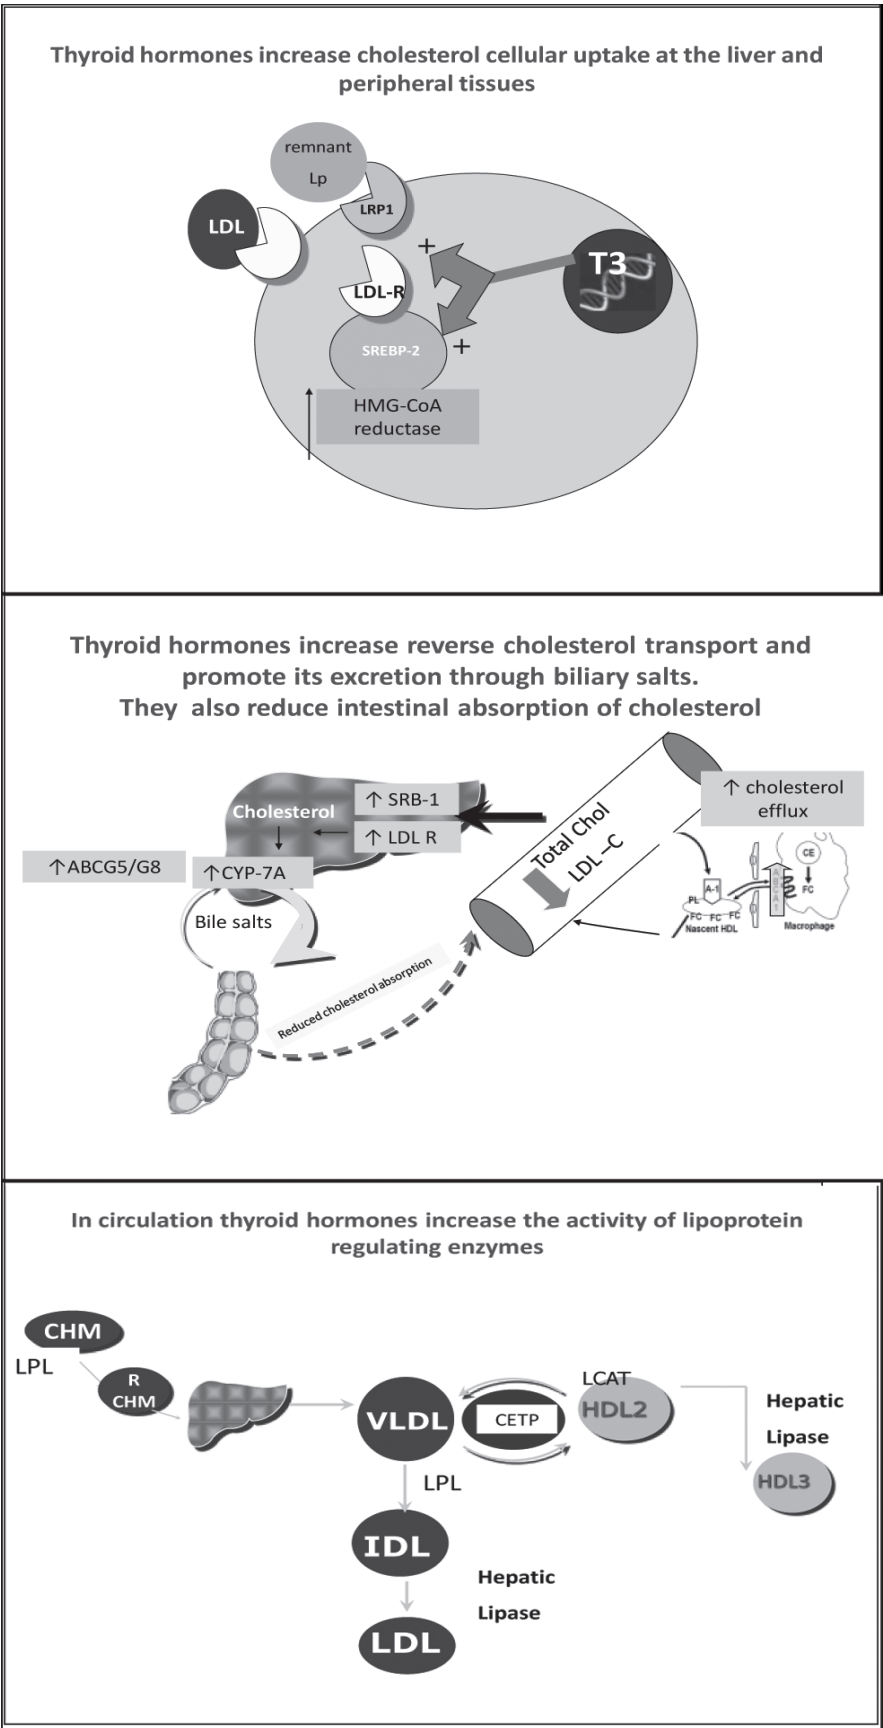 Thyroid hormones increase cholesterol cellular uptake at the liver and
peripheral tissues
remnant
Lp
LRP1
LDL
LDL-R
+
T3
SREBP-2
+
HMG-CoA
reductase
Thyroid hormones increase reverse cholesterol transport and
promote its excretion through biliary salts.
They also reduce intestinal absorption of cholesterol
↑ cholesterol
efflux
↑ SRB-1
Cholesterol
↑ LDL R
Total Chol
LDL –C
↑ABCG5/G8
↑CYP-7A
Bile salts
Reduced cholesterol absorption
CE
FC
A-1
ABCA1
PL
FC FC FC
Nascent HDL
Macrophage
In circulation thyroid hormones increase the activity of lipoprotein
regulating enzymes
CHM
LPL
R
CHM
VLDL
CETP
LCAT
HDL2
Hepatic
Lipase
HDL3
LPL
IDL
Hepatic
Lipase
LDL